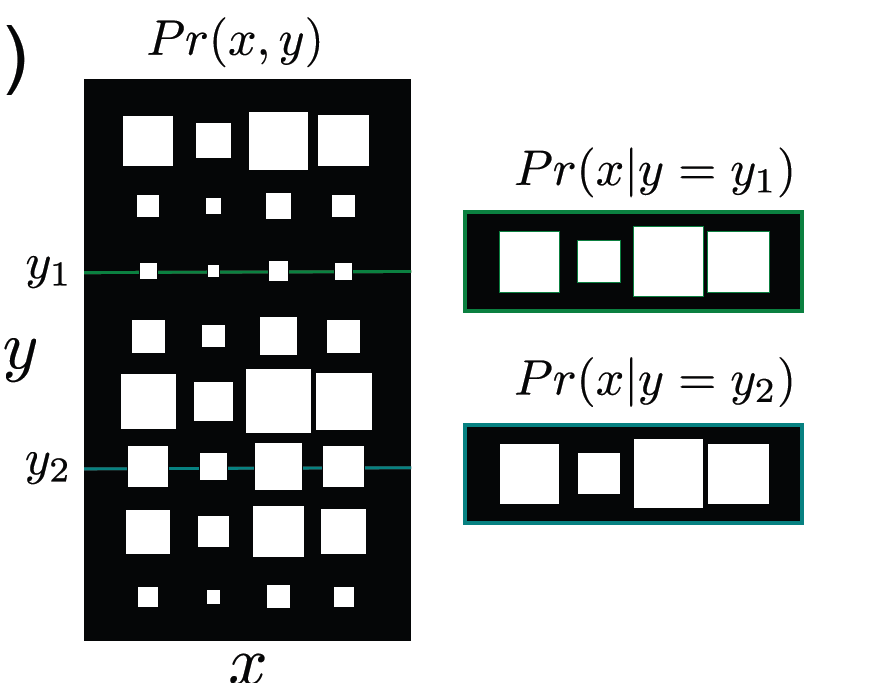 )
Pr(x, y)
y₁
y
y₂
x
Pr(x|y = y₁)
Pr(x|y = y₂)